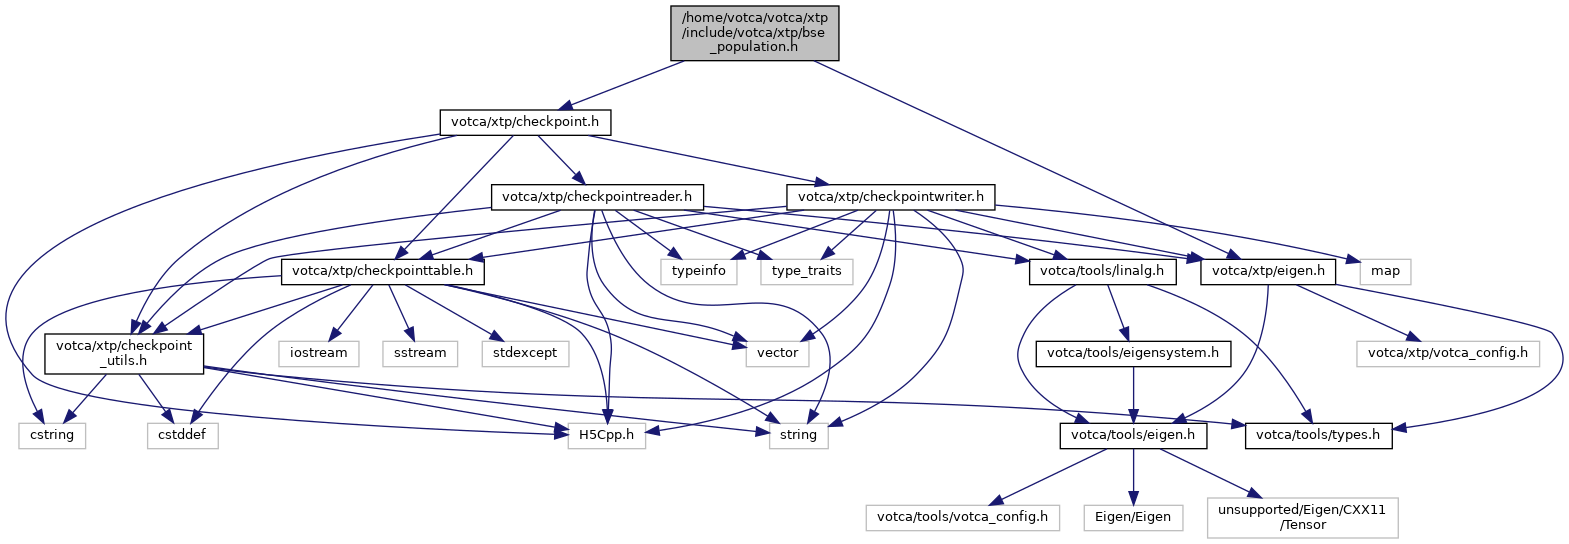 /home/votca/votca/xtp
/include/votca/xtp/bse
_population.h
votca/xtp/checkpoint.h
votca/xtp/checkpointreader.h
votca/xtp/checkpointwriter.h
votca/xtp/checkpointtable.h
typeinfo
type_traits
votca/tools/linalg.h
votca/xtp/eigen.h
map
votca/xtp/checkpoint
_utils.h
iostream
sstream
stdexcept
vector
votca/tools/eigensystem.h
votca/xtp/votca_config.h
cstring
cstddef
H5Cpp.h
string
votca/tools/eigen.h
votca/tools/types.h
votca/tools/votca_config.h
Eigen/Eigen
unsupported/Eigen/CXX11
/Tensor